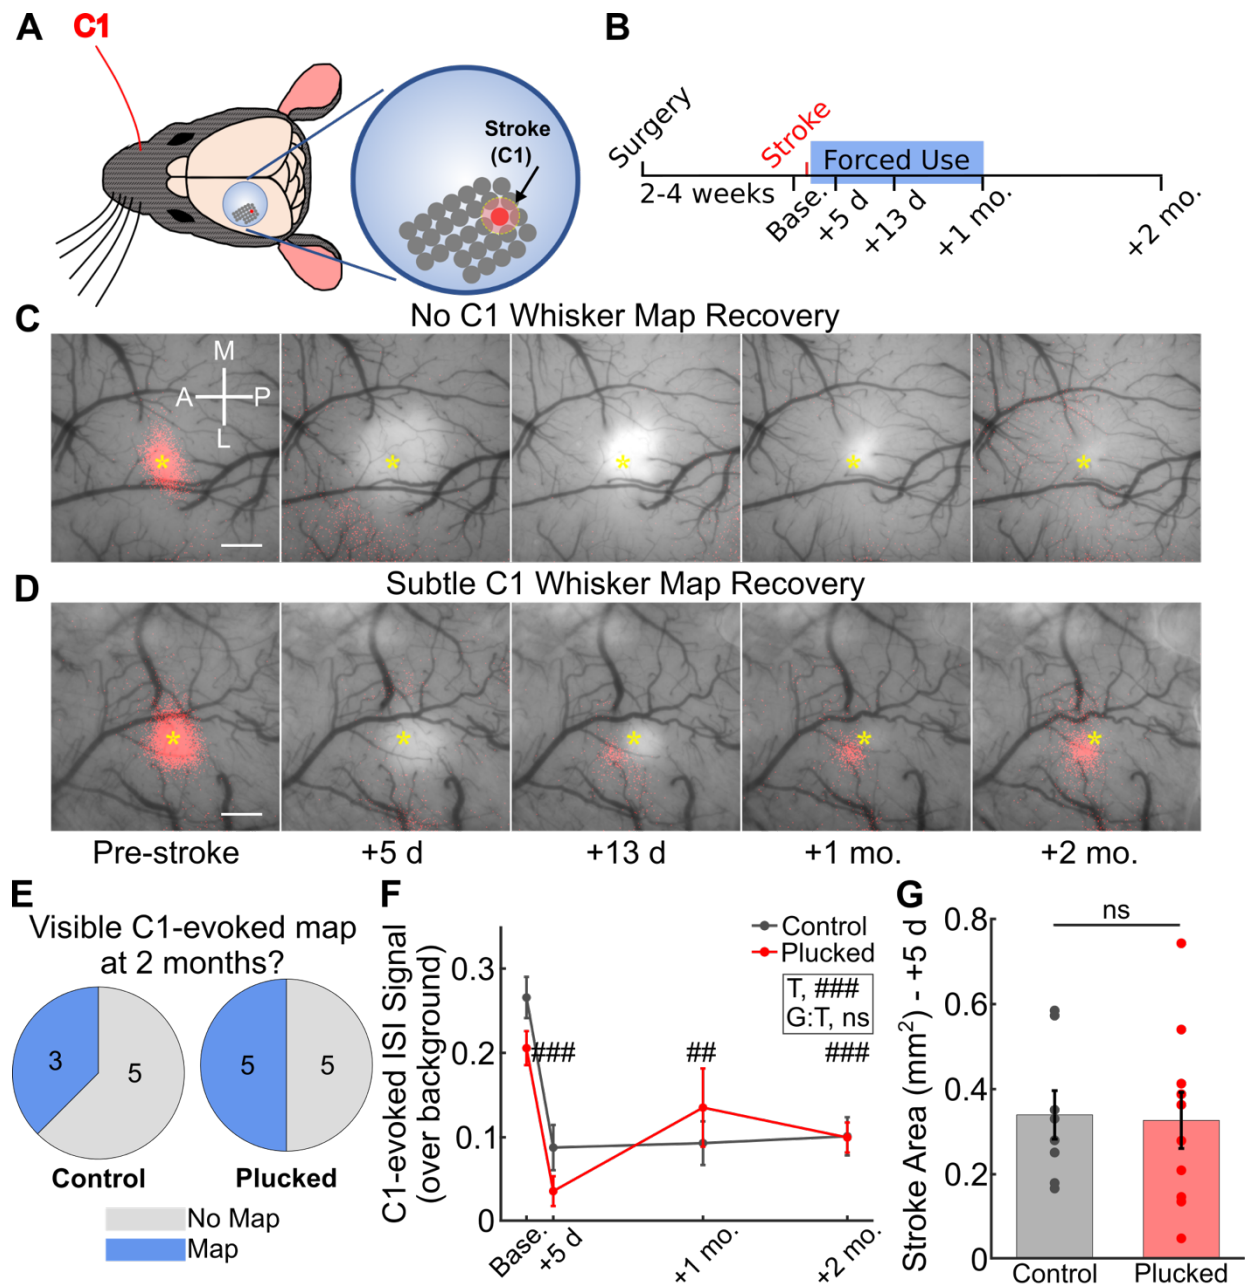 A
C1
Stroke
(C1)
B
Surgery
Stroke
Forced Use
2-4 weeks
Base.
+5 d
+13 d
+1 mo.
+2 mo.
C
No C1 Whisker Map Recovery
M
A
P
L
*
*
*
*
*
D
Subtle C1 Whisker Map Recovery
*
*
*
*
*
Pre-stroke
+5 d
+13 d
+1 mo.
+2 mo.
E
Visible C1-evoked map
at 2 months?
3
5
5
5
Control
Plucked
No Map
Map
F
C1-evoked ISI Signal
(over background)
0.3
0.2
0.1
0
Control
Plucked
T, ###
G:T, ns
###
##
###
Base.
+5 d
+1 mo.
+2 mo.
G
Stroke Area (mm²) - +5 d
0.8
0.6
0.4
0.2
0
ns
Control
Plucked